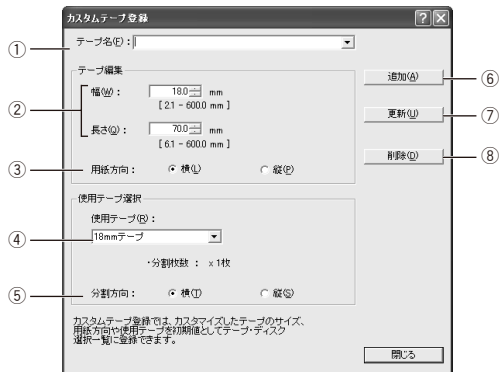 カスタムテープ登録
① テープ名(F):
テープ編集
② 幅(W): 18.0 mm
[ 2.1 - 600.0 mm ]
長さ(Q): 70.0 mm
[ 6.1 - 600.0 mm ]
③ 用紙方向: 横(L) 縦(P)
使用テープ選択
使用テープ(R):
④ 18mmテープ
・分割枚数 : x 1枚
⑤ 分割方向: 横(T) 縦(S)
カスタムテープ登録では、カスタマイズしたテープのサイズ、
用紙方向や使用テープを初期値としてテープ・ディスク
選択一覧に登録できます。
追加(A) ⑥
更新(U) ⑦
削除(D) ⑧
閉じる